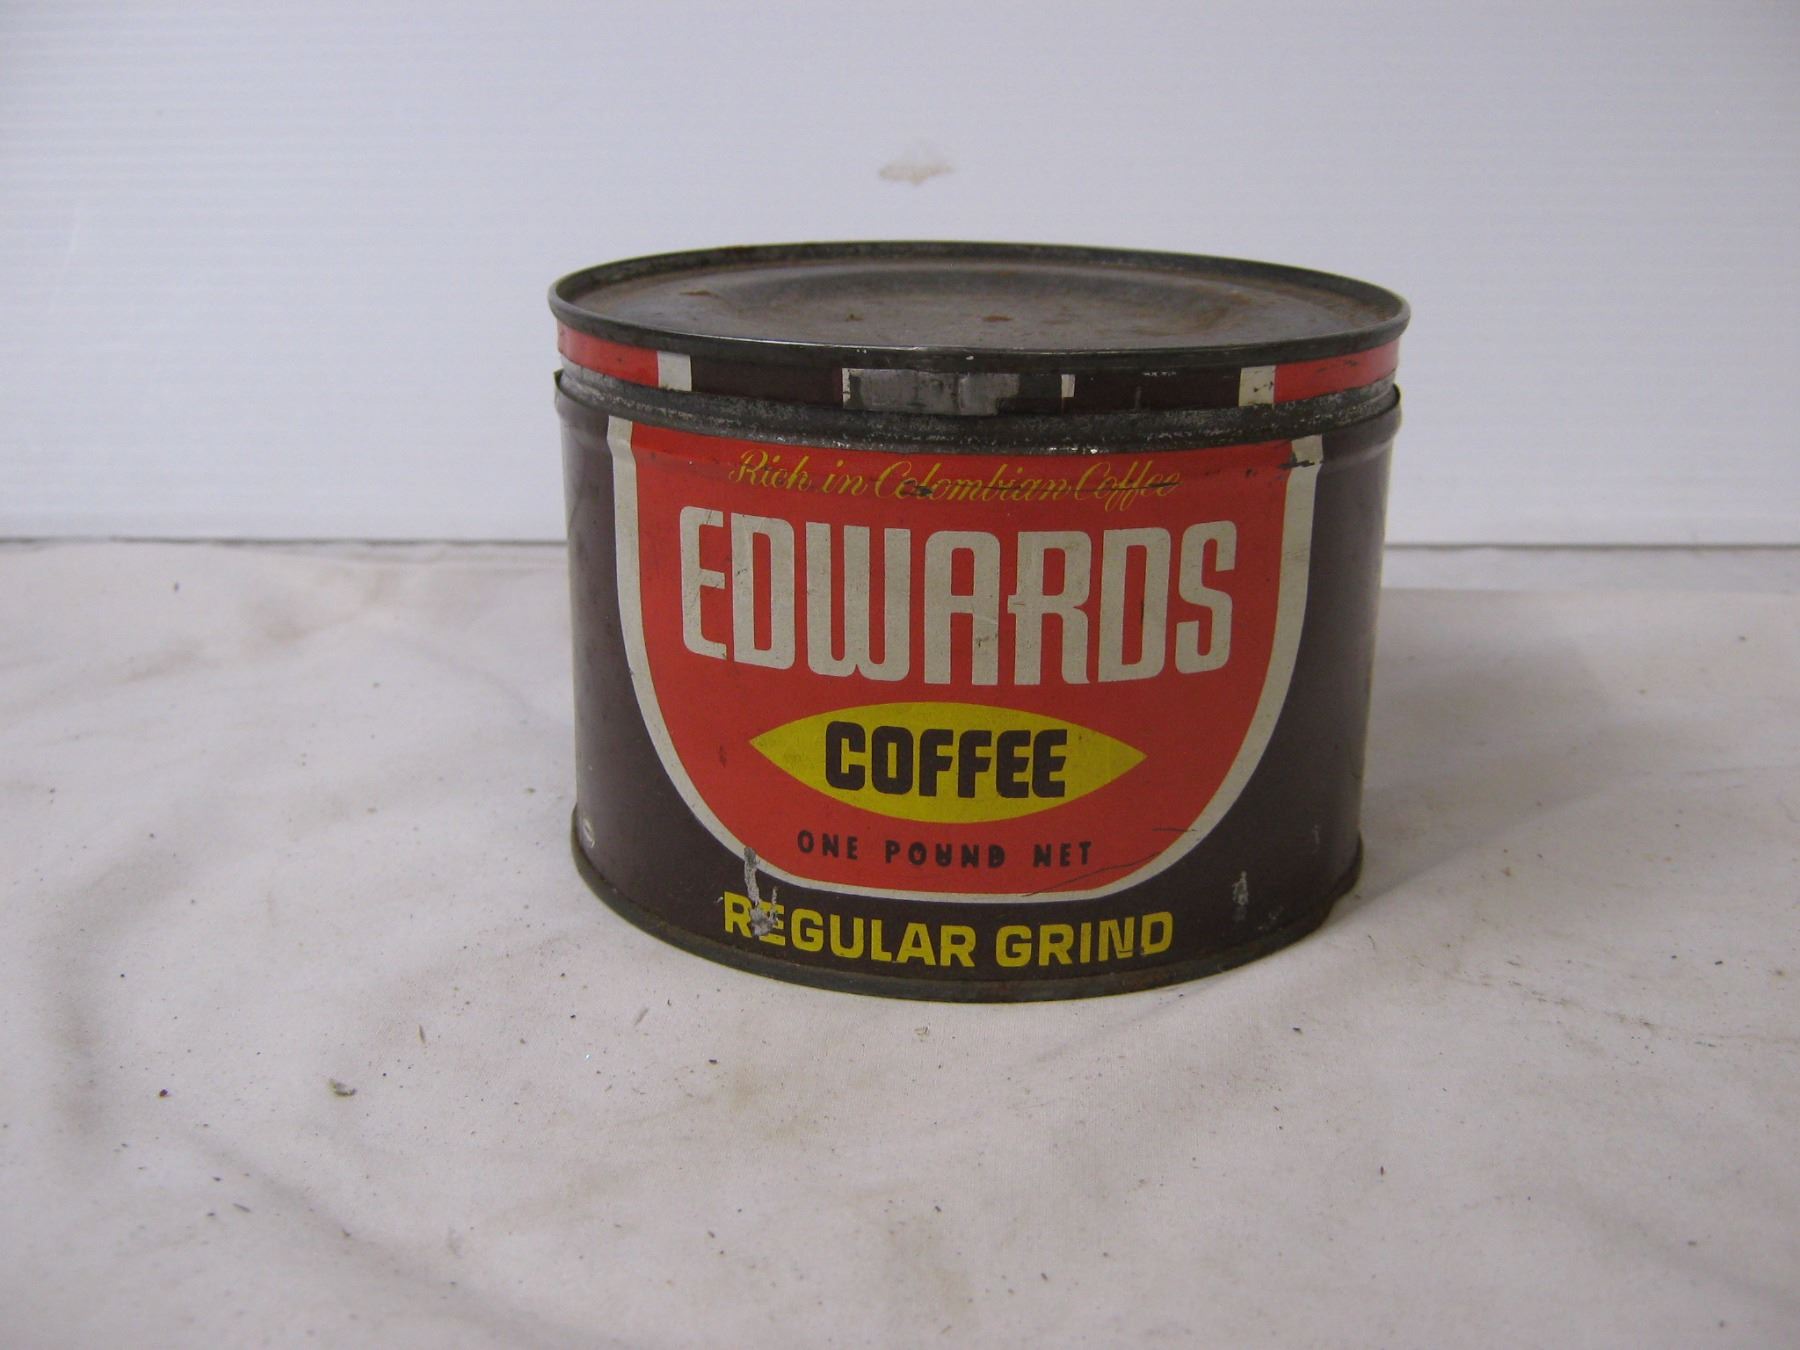 Rich in Colombian Coffee
EDWARDS
COFFEE
ONE POUND NET
REGULAR GRIND